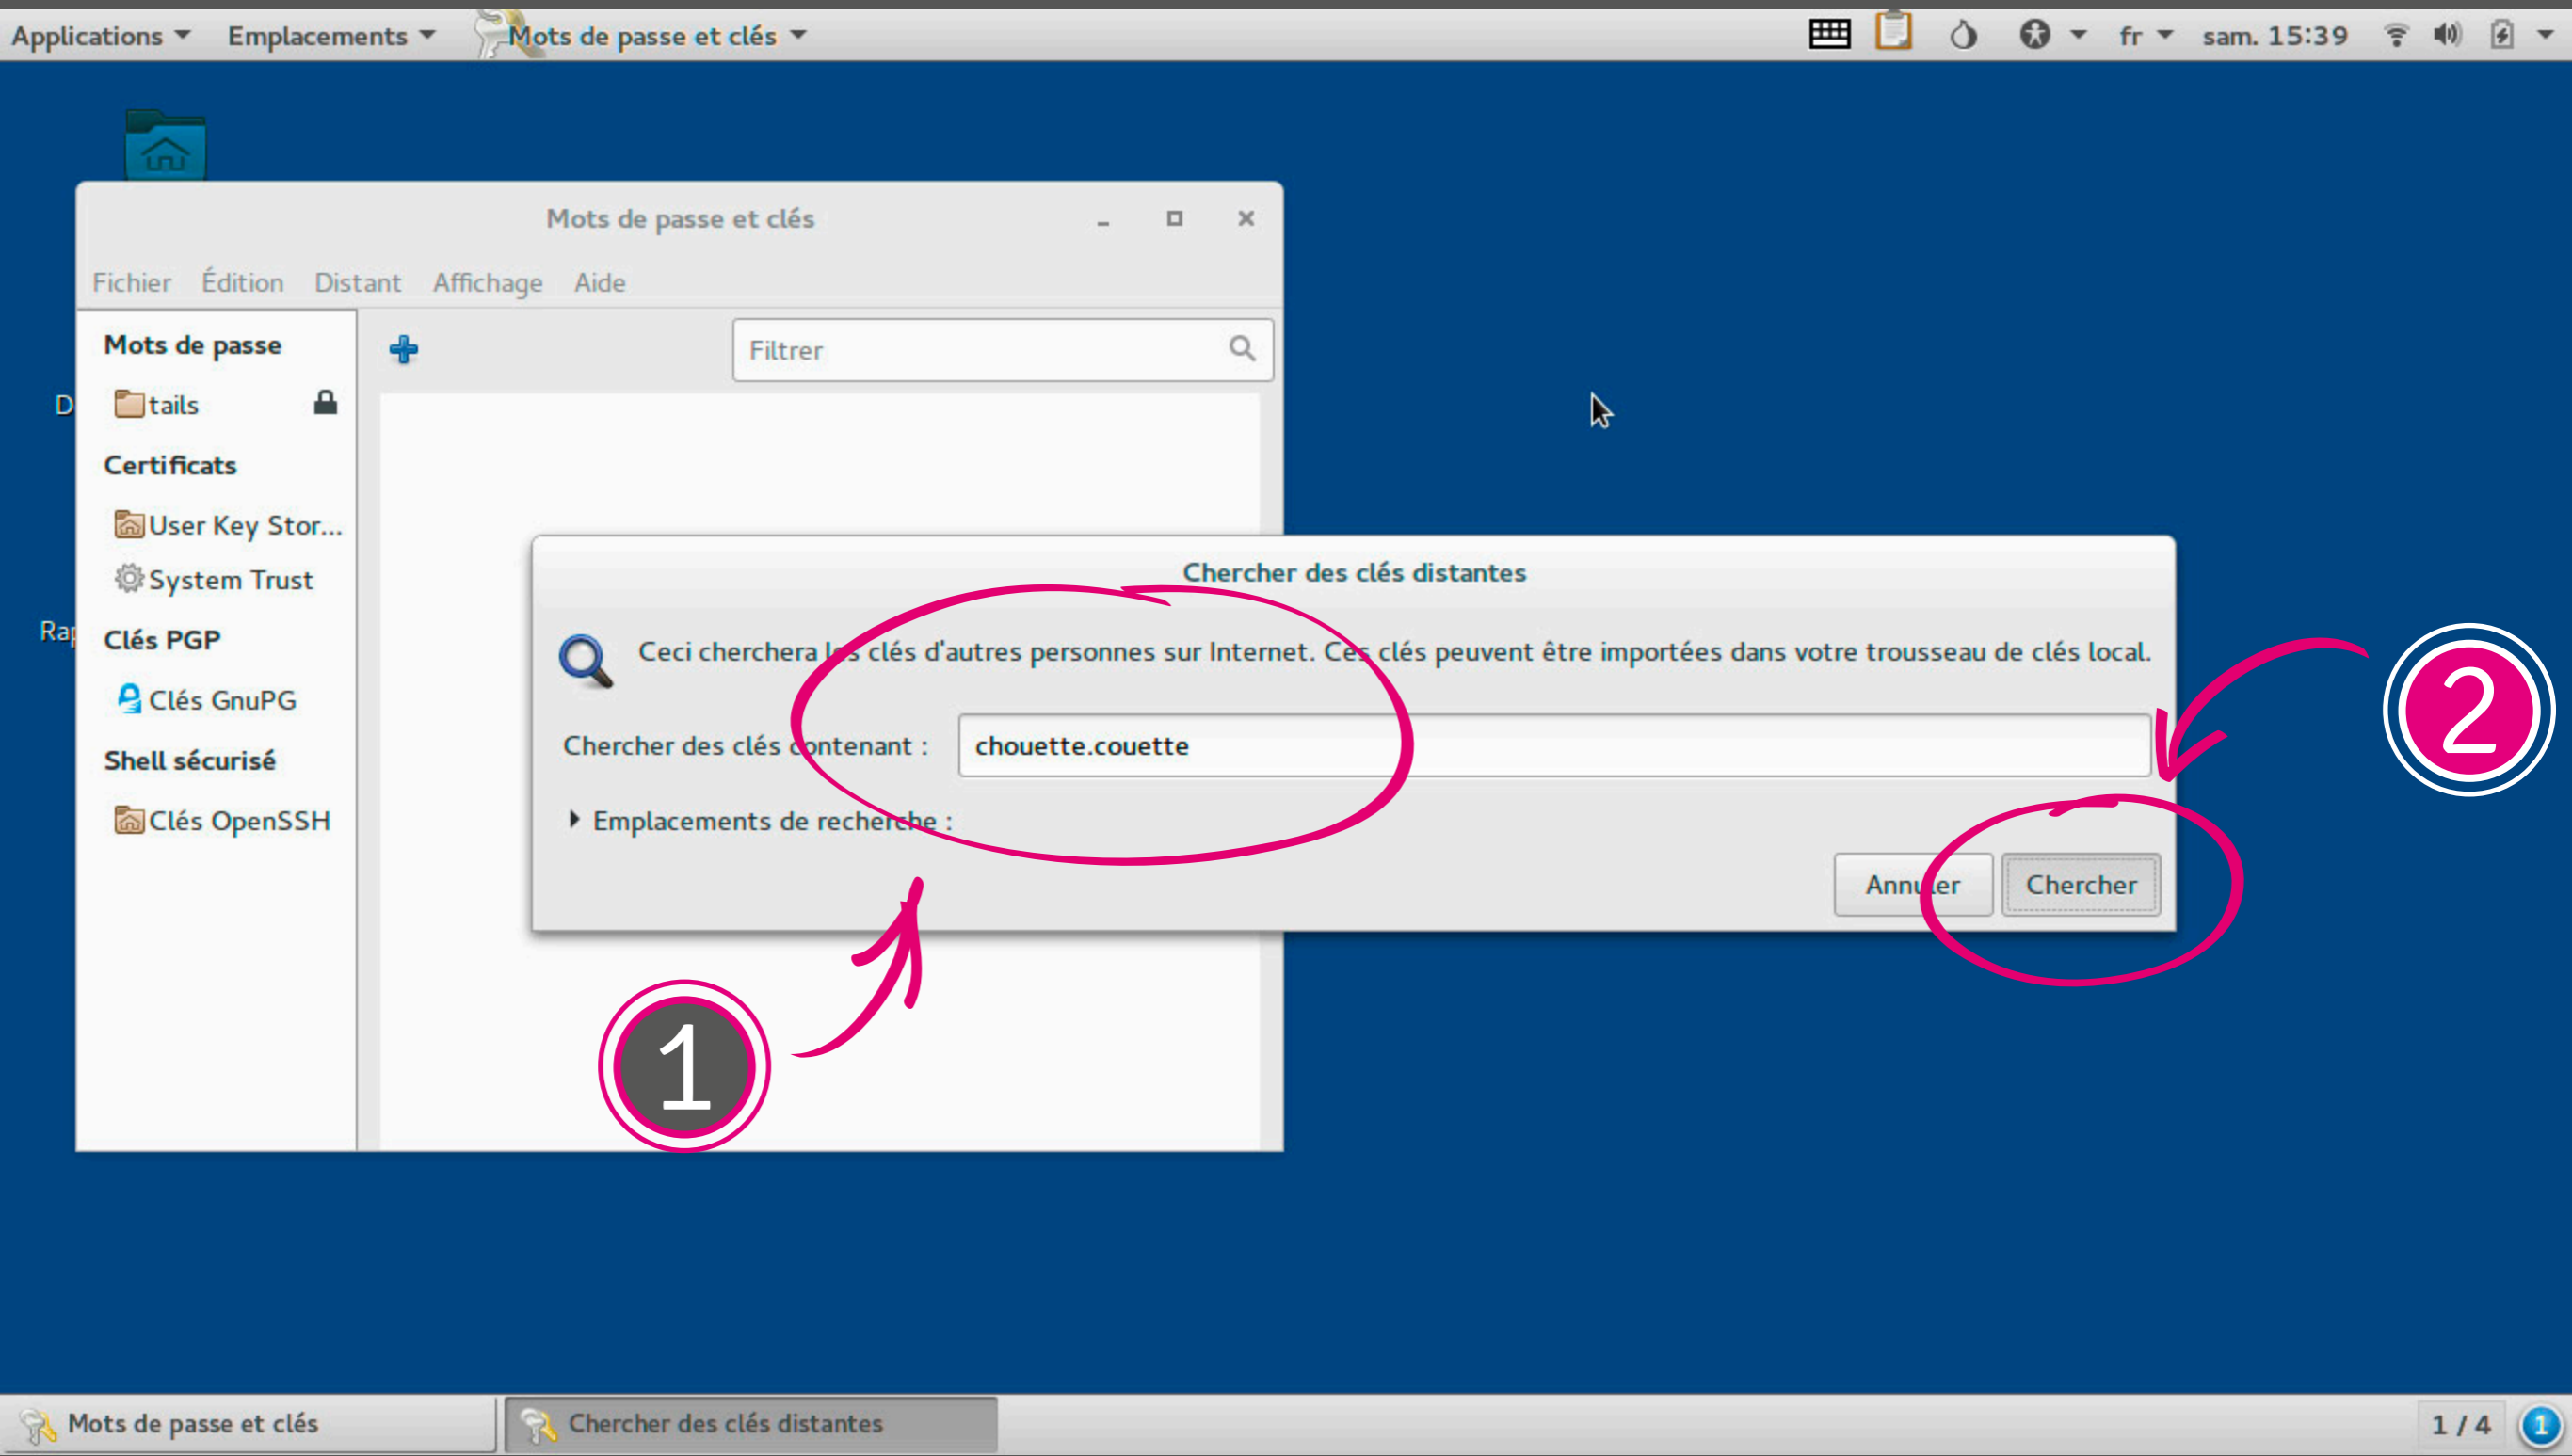 Applications Emplacements Mots de passe et clés fr sam. 15:39
Mots de passe et clés
Fichier Édition Distant Affichage Aide
Mots de passe
Filtrer
tails
Certificats
User Key Stor...
System Trust
Clés PGP
Clés GnuPG
Shell sécurisé
Clés OpenSSH
Chercher des clés distantes
Ceci cherchera les clés d'autres personnes sur Internet. Ces clés peuvent être importées dans votre trousseau de clés local.
Chercher des clés contenant : chouette.couette
Emplacements de recherche :
Annuler Chercher
2
1
Mots de passe et clés Chercher des clés distantes 1 / 4 1